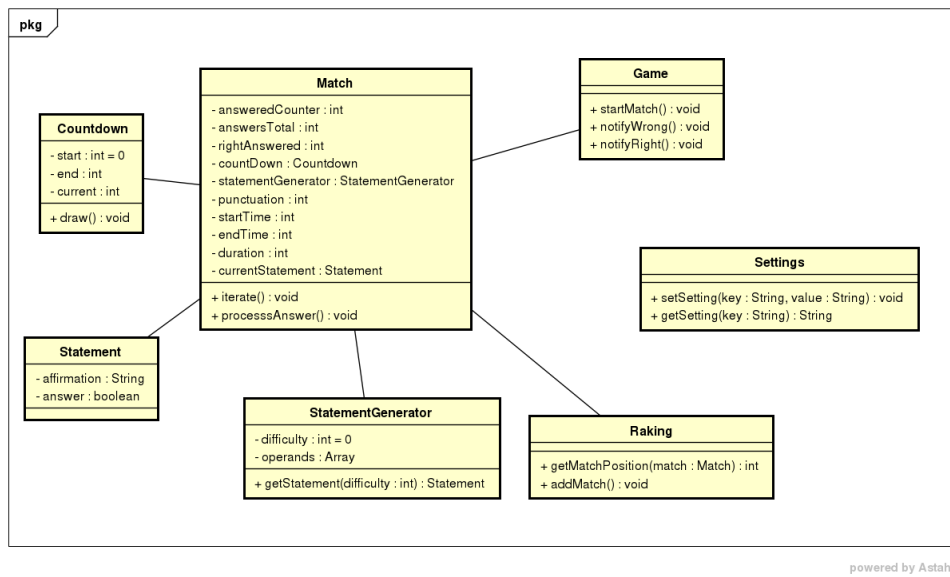 pkg
Match
- answeredCounter : int
- answersTotal : int
- rightAnswered : int
- countDown : Countdown
- statementGenerator : StatementGenerator
- punctuation : int
- startTime : int
- endTime : int
- duration : int
- currentStatement : Statement
+ iterate() : void
+ processsAnswer() : void
Game
+ startMatch() : void
+ notifyWrong() : void
+ notifyRight() : void
Countdown
- start : int = 0
- end : int
- current : int
+ draw() : void
Settings
+ setSetting(key : String, value : String) : void
+ getSetting(key : String) : String
Statement
- affirmation : String
- answer : boolean
StatementGenerator
- difficulty : int = 0
- operands : Array
+ getStatement(difficulty : int) : Statement
Raking
+ getMatchPosition(match : Match) : int
+ addMatch() : void
powered by Astah